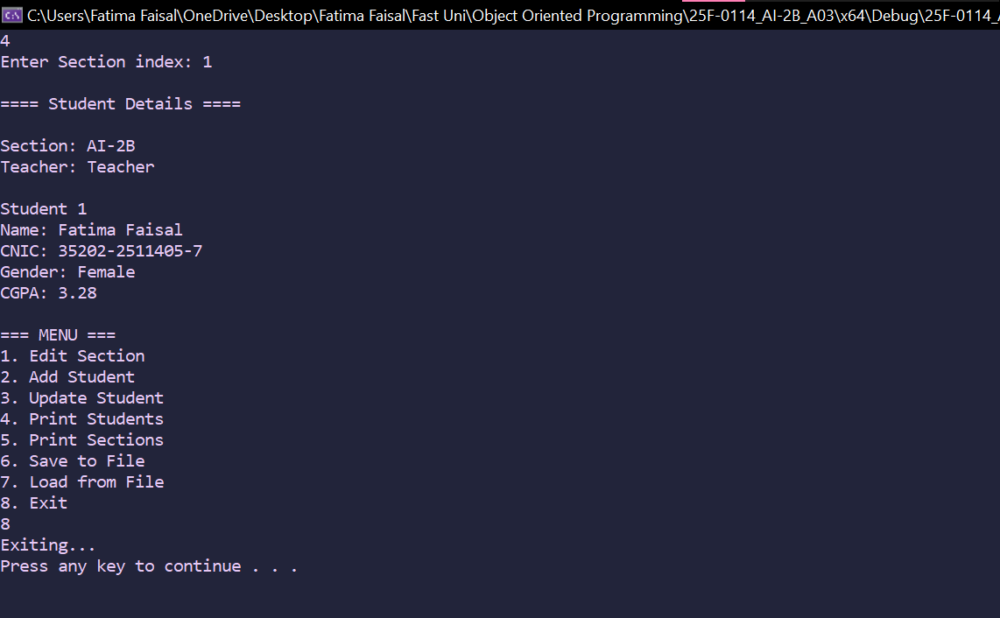 C:\Users\Fatima Faisal\OneDrive\Desktop\Fatima Faisal\Fast Uni\Object Oriented Programming\25F-0114_AI-2B_A03\x64\Debug\25F-0114_
4
Enter Section index: 1
==== Student Details ====
Section: AI-2B
Teacher: Teacher
Student 1
Name: Fatima Faisal
CNIC: 35202-2511405-7
Gender: Female
CGPA: 3.28
=== MENU ===
1. Edit Section
2. Add Student
3. Update Student
4. Print Students
5. Print Sections
6. Save to File
7. Load from File
8. Exit
8
Exiting...
Press any key to continue . . .